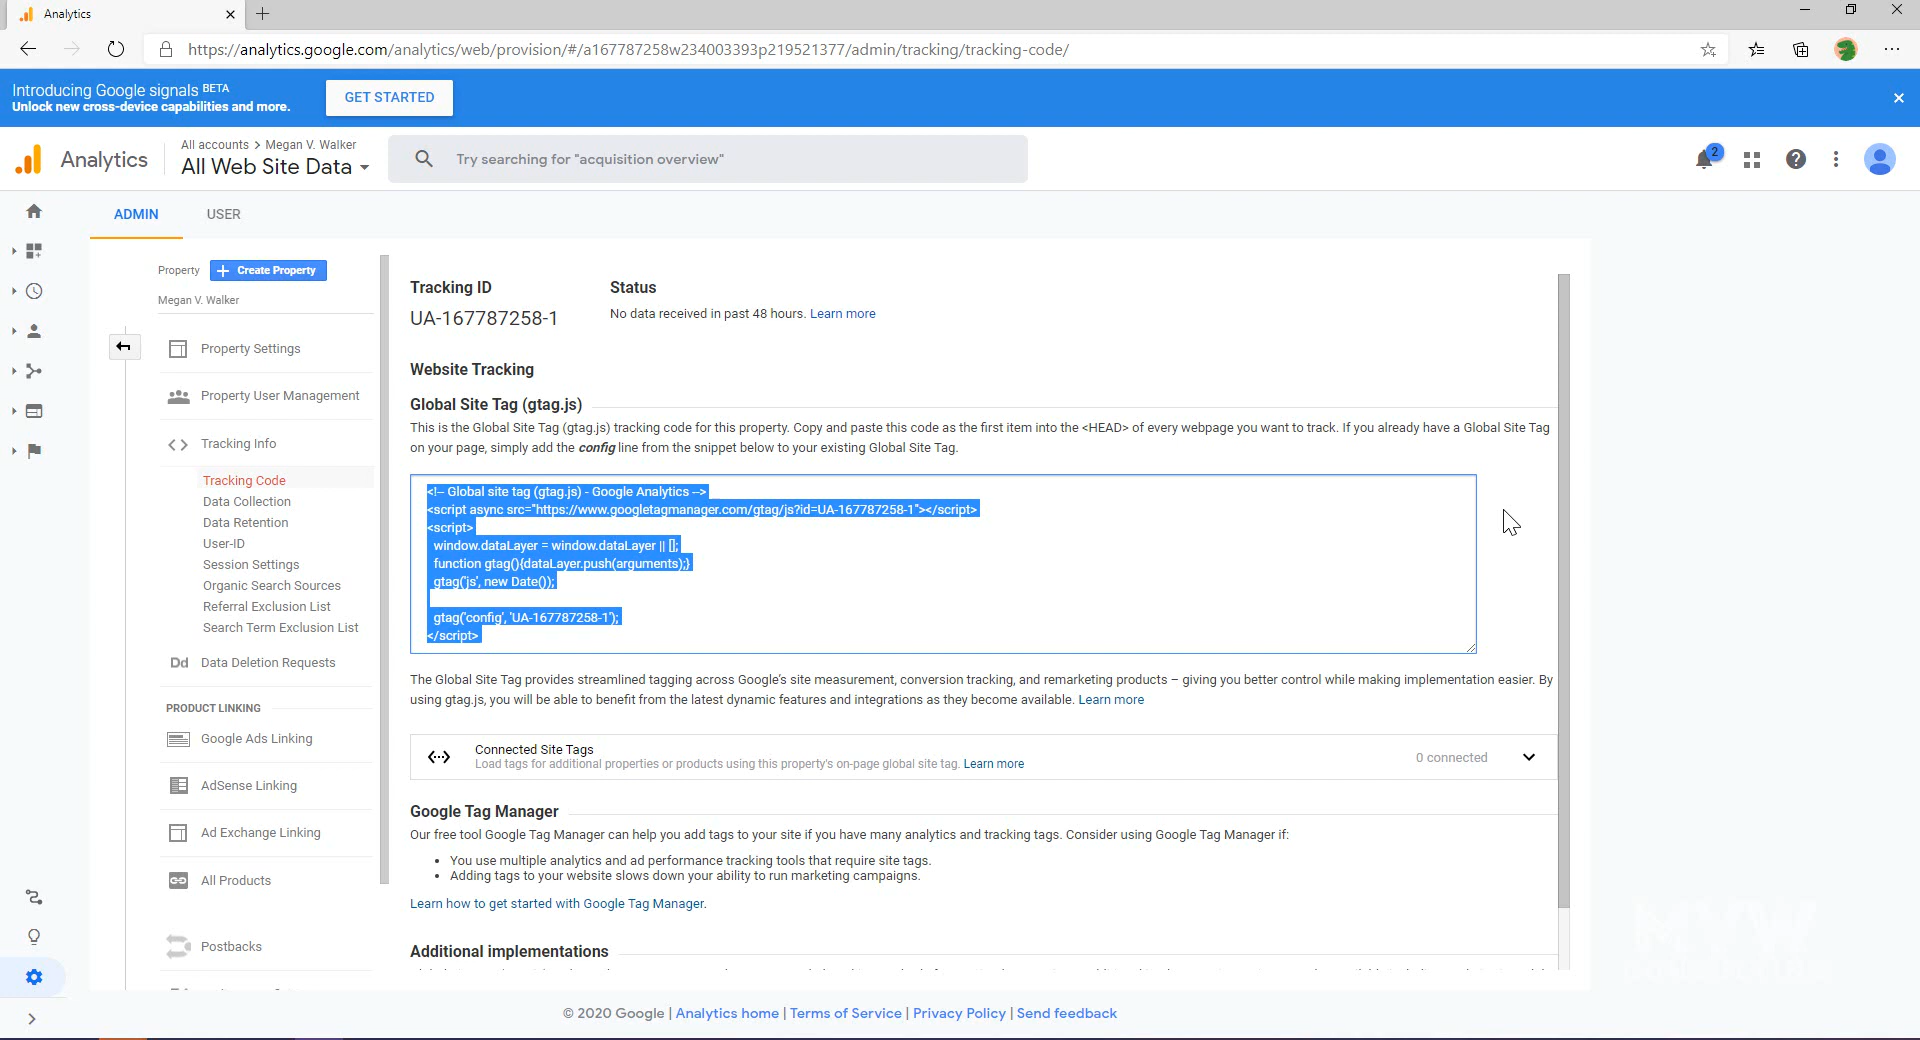 Analytics
https://analytics.google.com/analytics/web/provision/#/a167787258w234003393p219521377/admin/tracking/tracking-code/
Introducing Google signals BETA
Unlock new cross-device capabilities and more.
GET STARTED
Analytics
All accounts > Megan V. Walker
All Web Site Data
Try searching for "acquisition overview"
2
ADMIN
USER
Property
Create Property
Megan V. Walker
Property Settings
Property User Management
Tracking Info
Tracking Code
Data Collection
Data Retention
User-ID
Session Settings
Organic Search Sources
Referral Exclusion List
Search Term Exclusion List
Dd Data Deletion Requests
PRODUCT LINKING
Google Ads Linking
AdSense Linking
Ad Exchange Linking
All Products
Postbacks
Tracking ID
UA-167787258-1
Status
No data received in past 48 hours. Learn more
Website Tracking
Global Site Tag (gtag.js)
This is the Global Site Tag (gtag.js) tracking code for this property. Copy and paste this code as the first item into the <HEAD> of every webpage you want to track. If you already have a Global Site Tag
on your page, simply add the config line from the snippet below to your existing Global Site Tag.
<!-- Global site tag (gtag.js) - Google Analytics -->
<script async src="https://www.googletagmanager.com/gtag/js?id=UA-167787258-1"></script>
<script>
window.dataLayer = window.dataLayer || [];
function gtag(){dataLayer.push(arguments);}
gtag('js', new Date());
gtag('config', 'UA-167787258-1');
</script>
The Global Site Tag provides streamlined tagging across Google's site measurement, conversion tracking, and remarketing products – giving you better control while making implementation easier. By
using gtag.js, you will be able to benefit from the latest dynamic features and integrations as they become available. Learn more
Connected Site Tags
Load tags for additional properties or products using this property's on-page global site tag. Learn more
0 connected
Google Tag Manager
Our free tool Google Tag Manager can help you add tags to your site if you have many analytics and tracking tags. Consider using Google Tag Manager if:
• You use multiple analytics and ad performance tracking tools that require site tags.
• Adding tags to your website slows down your ability to run marketing campaigns.
Learn how to get started with Google Tag Manager.
Additional implementations
© 2020 Google | Analytics home | Terms of Service | Privacy Policy | Send feedback